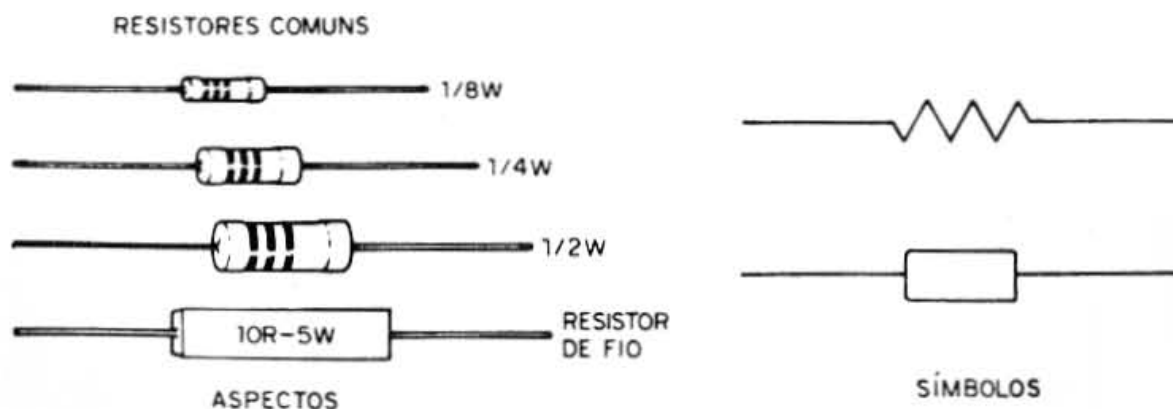 RESISTORES COMUNS
1/8W
1/4W
1/2W
10R-5W
RESISTOR
DE FIO
ASPECTOS
SÍMBOLOS